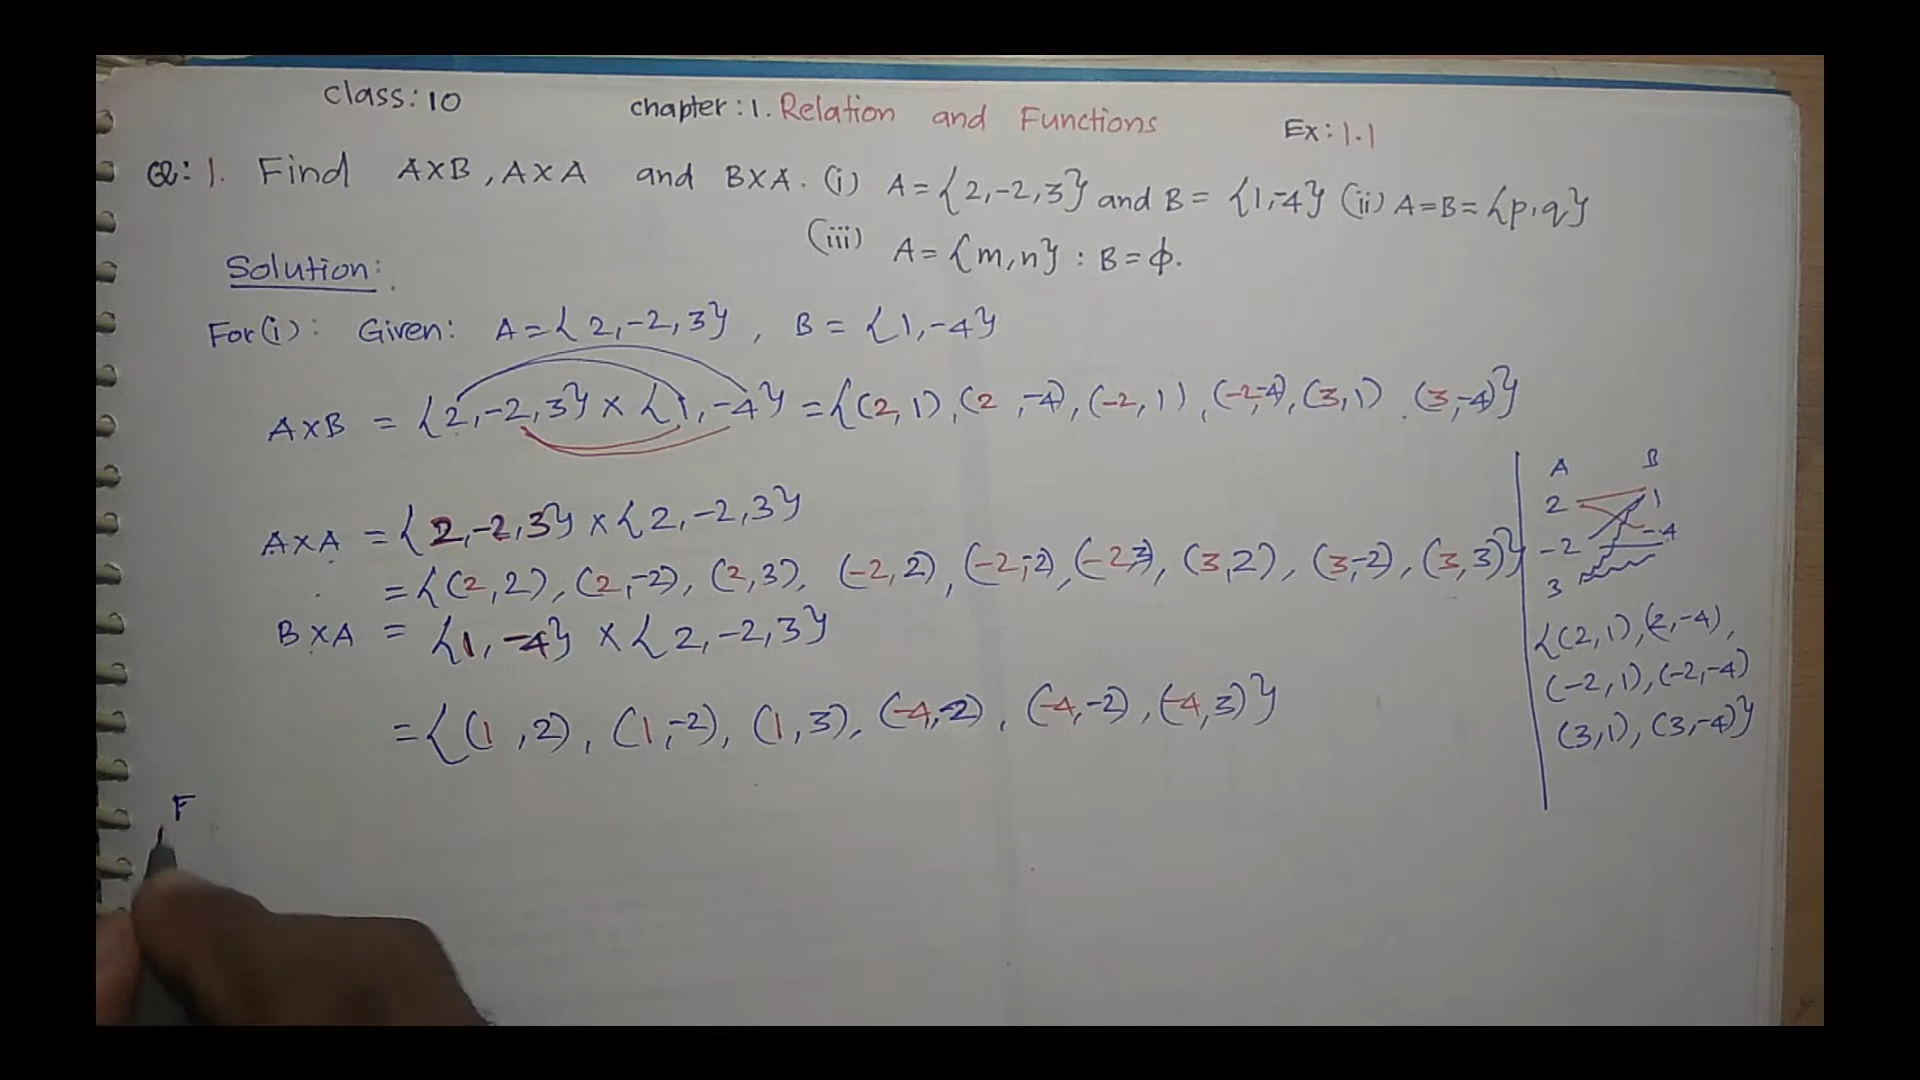 class: 10 chapter: 1. Relation and Functions Ex: 1.1
Q: 1. Find A×B, A×A and B×A. (i) A = {2,-2,3} and B = {1,-4} (ii) A=B= {p,q}
(iii) A = {m,n} : B = ϕ.
Solution:
For (i): Given: A = {2,-2,3}, B = {1,-4}
A×B = {2,-2,3} × {1,-4} = {(2,1), (2,-4), (-2,1), (-2,-4), (3,1), (3,-4)}
A×A = {2,-2,3} × {2,-2,3}
= {(2,2), (2,-2), (2,3), (-2,2), (-2,-2), (-2,3), (3,2), (3,-2), (3,3)}
B×A = {1,-4} × {2,-2,3}
= {(1,2), (1,-2), (1,3), (-4,2), (-4,-2), (-4,3)}
F
A B
2 1
-2 -4
3
{(2,1), (2,-4),
(-2,1), (-2,-4)
(3,1), (3,-4)}